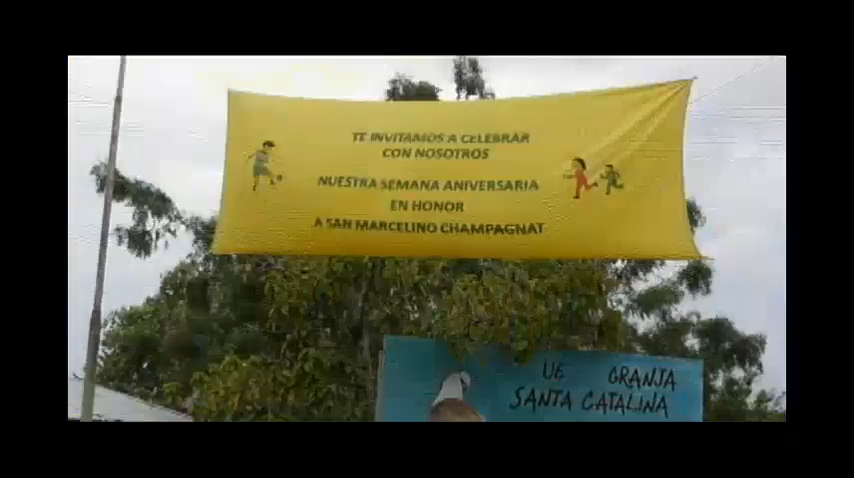 TE INVITAMOS A CELEBRAR
CON NOSOTROS
NUESTRA SEMANA ANIVERSARIA
EN HONOR
A SAN MARCELINO CHAMPAGNAT
UE GRANJA
SANTA CATALINA